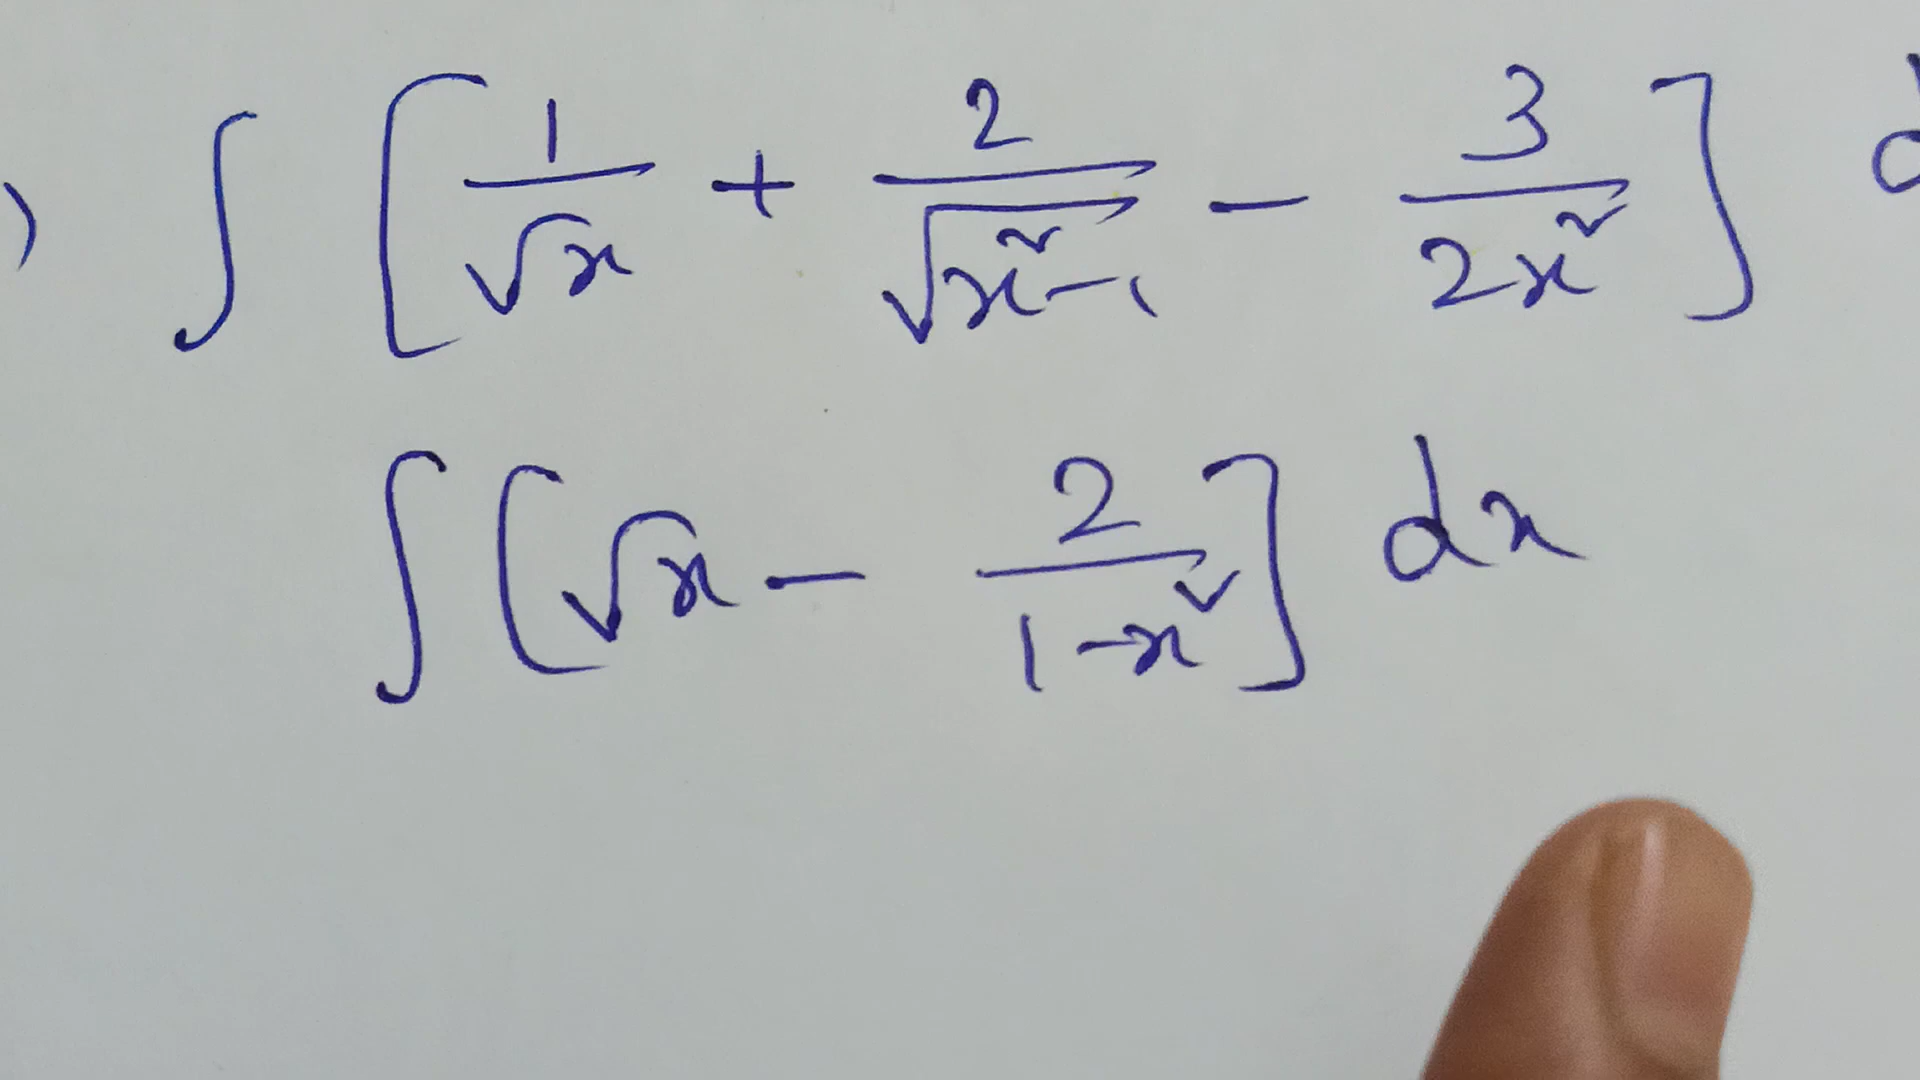 ) ∫ [ 1/√x + 2/√(x²-1) - 3/(2x²) ] d
∫ [ √x - 2/(1-x²) ] dx